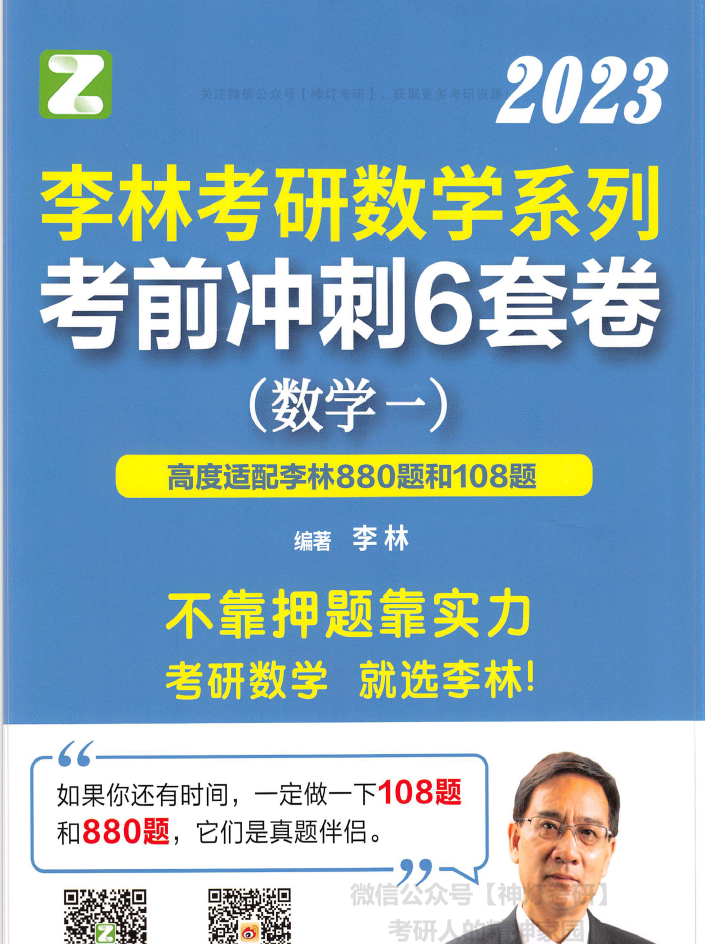 2023
关注微信公众号【神灯考研】，获取更多考研资源！
李林考研数学系列
考前冲刺6套卷
（数学一）
高度适配李林880题和108题
编著 李林
不靠押题靠实力
考研数学 就选李林！
如果你还有时间，一定做一下108题
和880题，它们是真题伴侣。
微信公众号【神灯考研】
考研人的精神家园